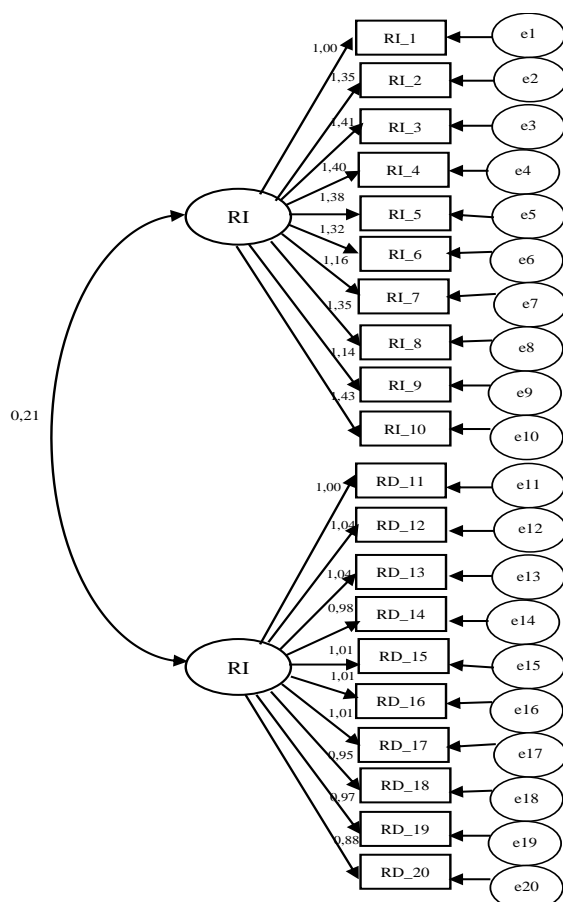 RI_1
e1
1,00
RI_2
e2
1,35
RI_3
e3
1,41
RI_4
e4
1,40
RI_5
e5
1,38
RI
RI_6
e6
1,32
RI_7
e7
1,16
RI_8
e8
1,35
RI_9
e9
1,14
RI_10
e10
1,43
0,21
RD_11
e11
1,00
RD_12
e12
1,04
RD_13
e13
1,04
RD_14
e14
0,98
RD_15
e15
1,01
RI
RD_16
e16
1,01
RD_17
e17
1,01
RD_18
e18
0,95
RD_19
e19
0,97
RD_20
e20
0,88